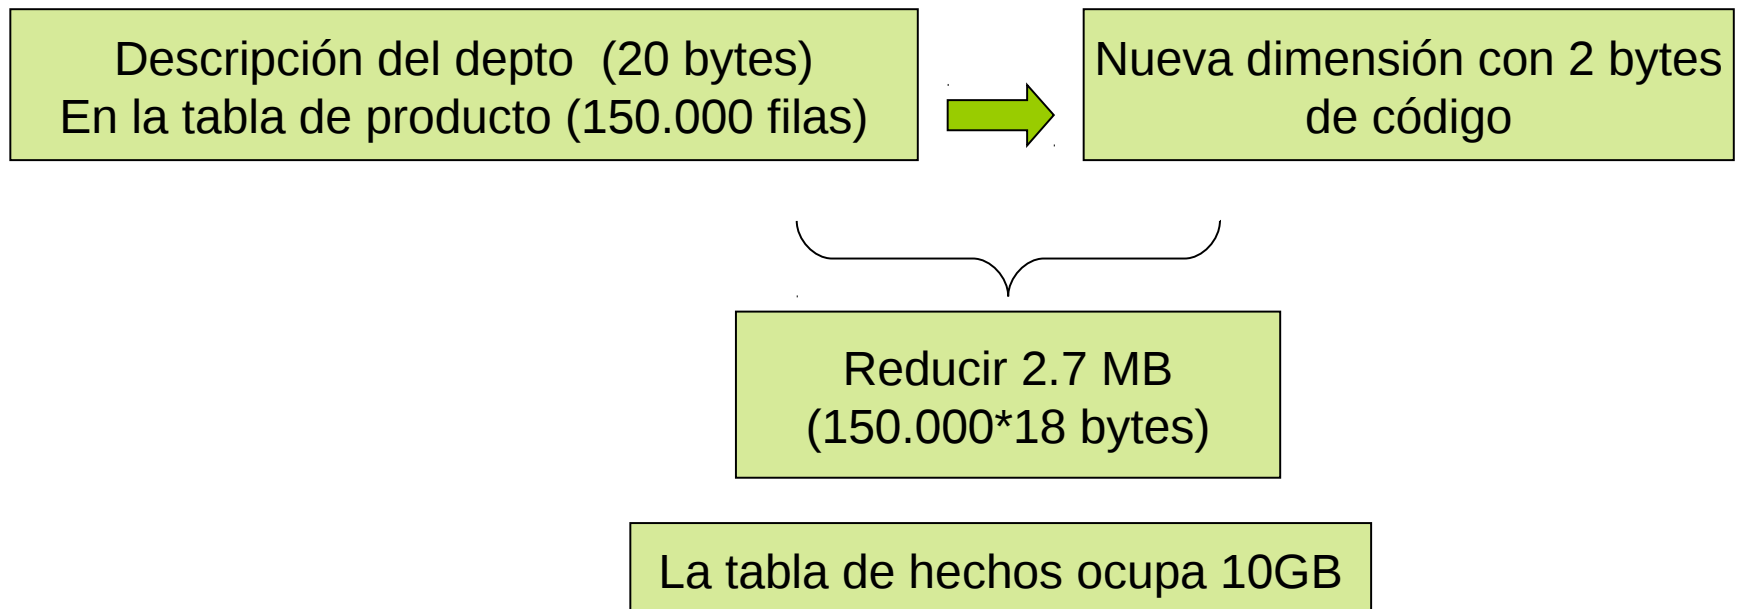 Descripción del depto  (20 bytes)
En la tabla de producto (150.000 filas)
Nueva dimensión con 2 bytes
de código
Reducir 2.7 MB
(150.000*18 bytes)
La tabla de hechos ocupa 10GB